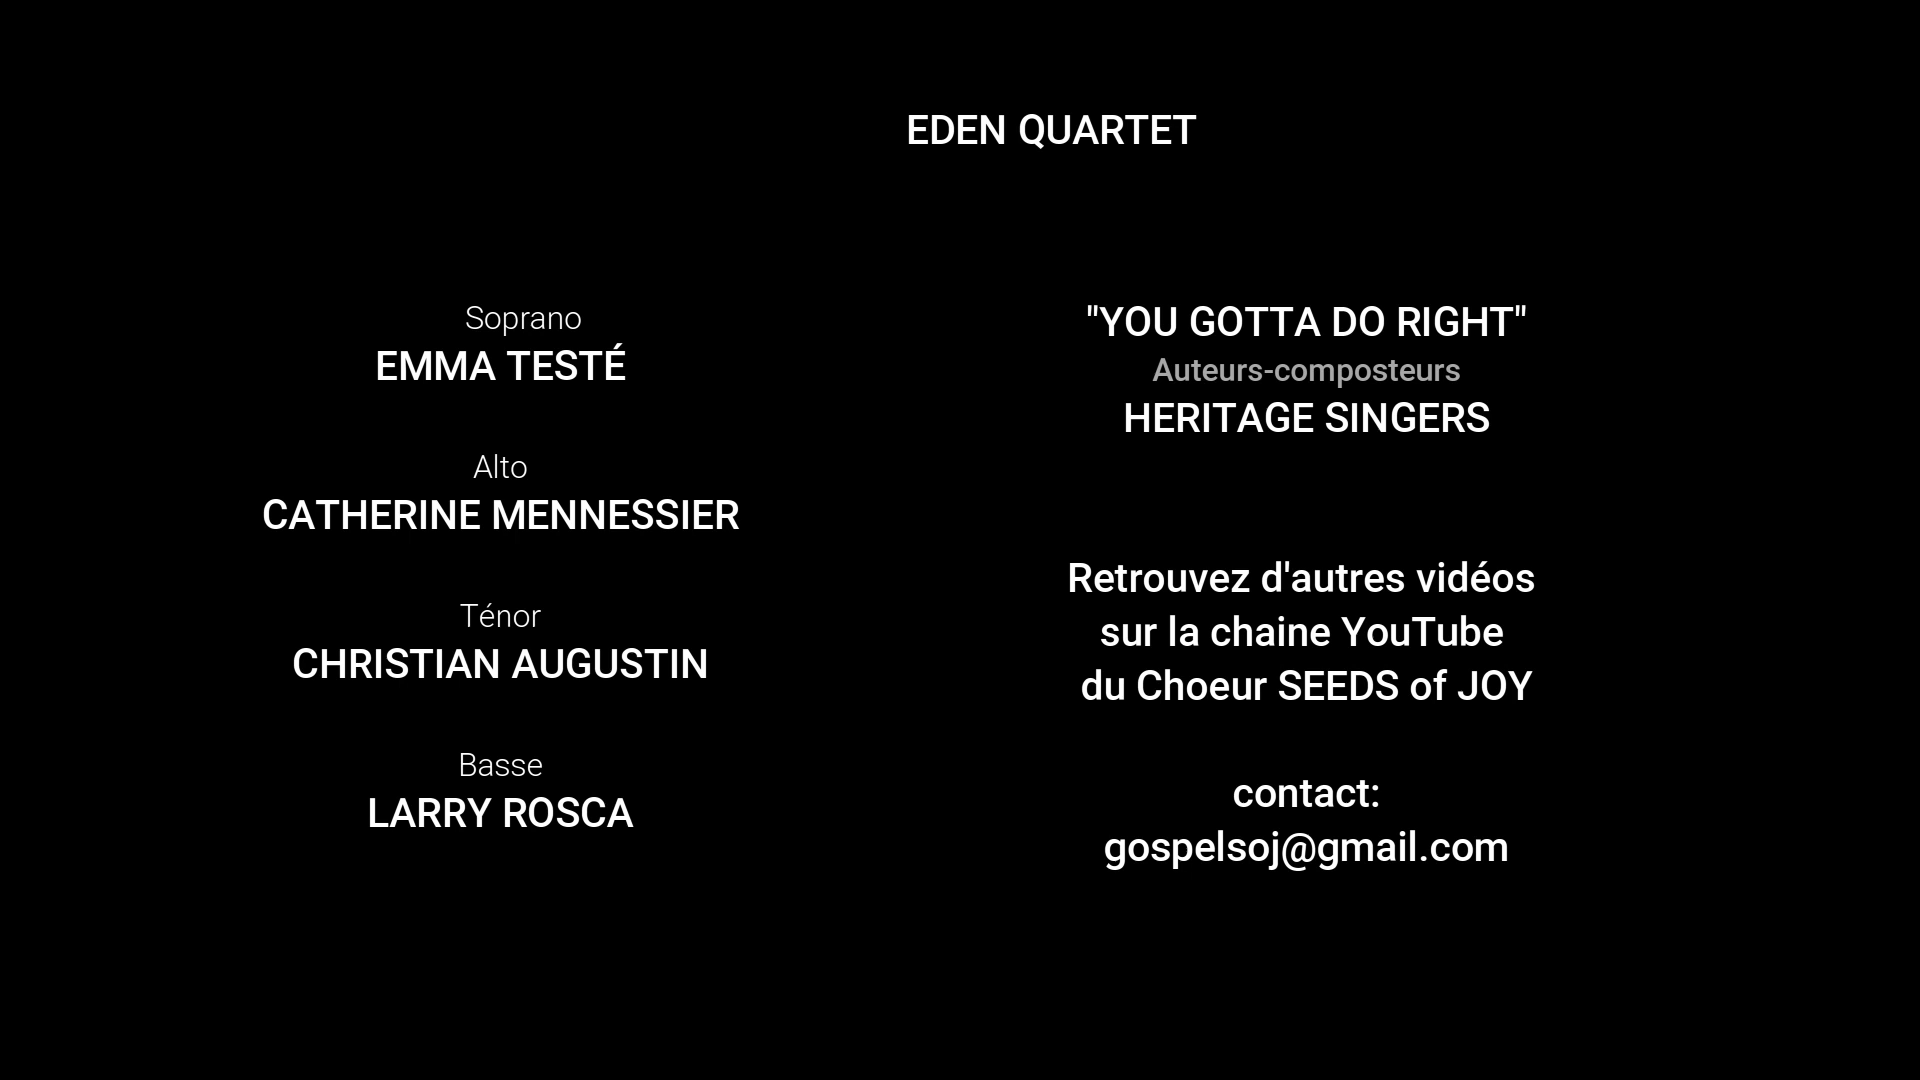 EDEN QUARTET
Soprano
EMMA TESTÉ
Alto
CATHERINE MENNESSIER
Ténor
CHRISTIAN AUGUSTIN
Basse
LARRY ROSCA
"YOU GOTTA DO RIGHT"
Auteurs-composteurs
HERITAGE SINGERS
Retrouvez d'autres vidéos
sur la chaine YouTube
du Choeur SEEDS of JOY
contact:
gospelsoj@gmail.com